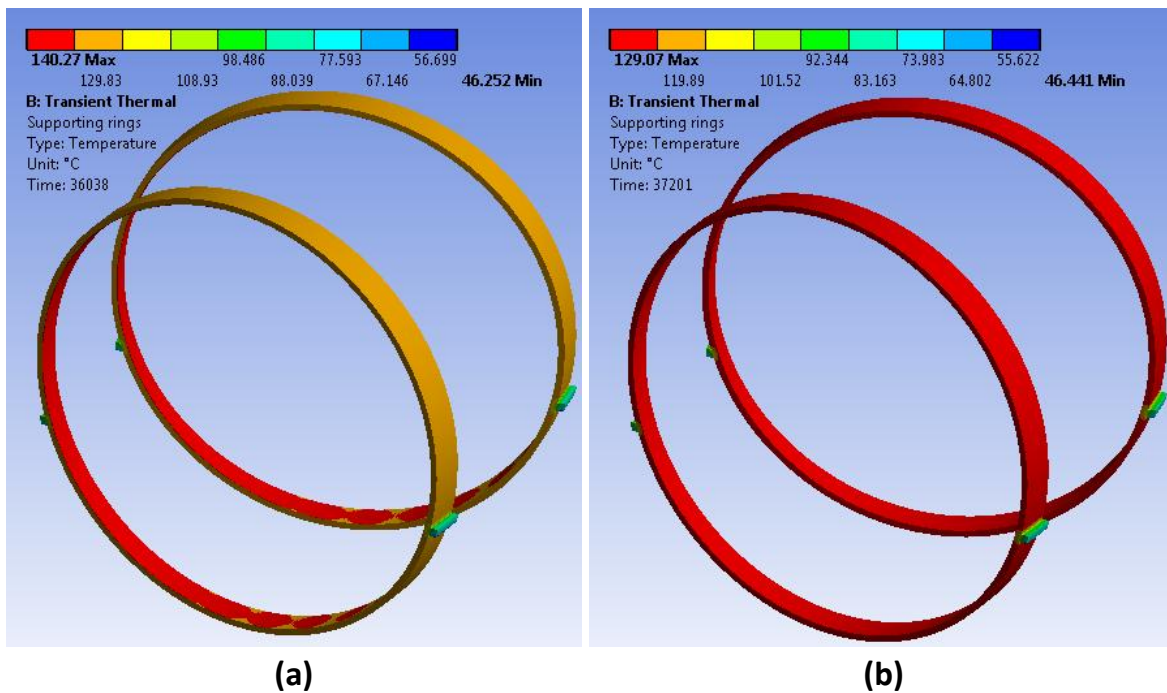 140.27 Max 98.486 77.593 56.699
129.83 108.93 88.039 67.146 46.252 Min
B: Transient Thermal
Supporting rings
Type: Temperature
Unit: °C
Time: 36038
(a)
129.07 Max 92.344 73.983 55.622
119.89 101.52 83.163 64.802 46.441 Min
B: Transient Thermal
Supporting rings
Type: Temperature
Unit: °C
Time: 37201
(b)